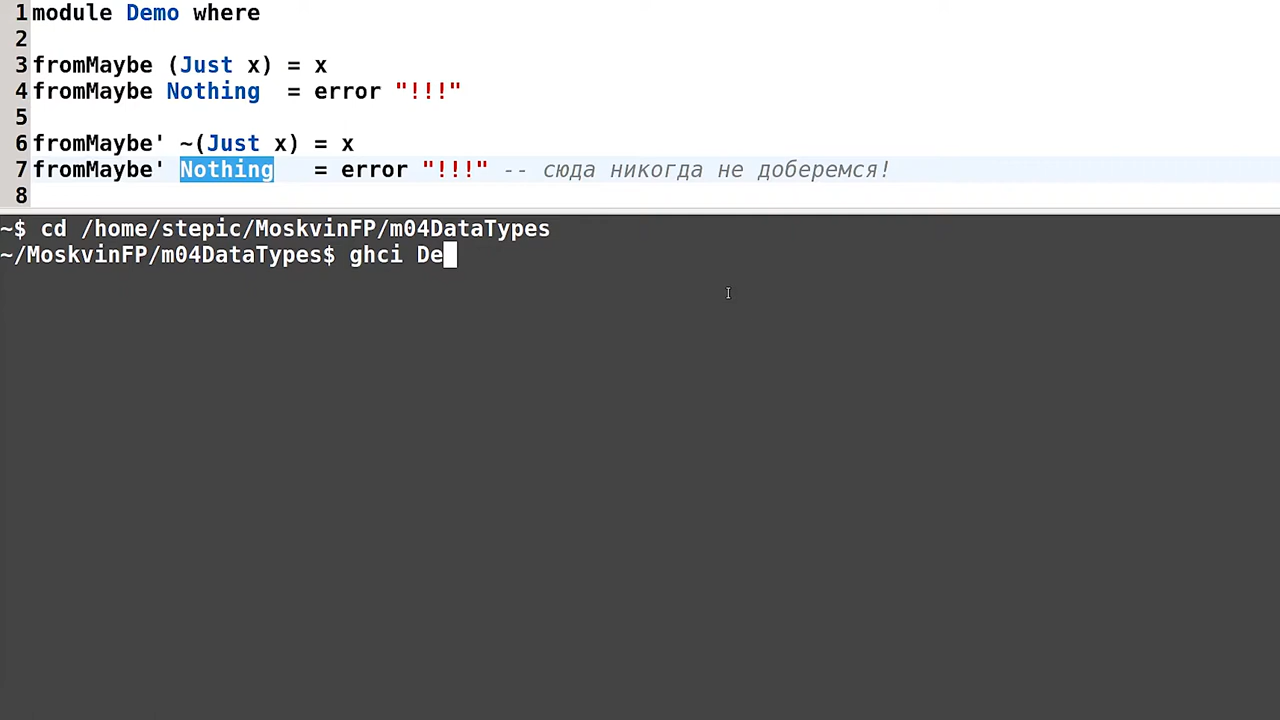 1 module Demo where
2
3 fromMaybe (Just x) = x
4 fromMaybe Nothing  = error "!!!"
5
6 fromMaybe' ~(Just x) = x
7 fromMaybe' Nothing   = error "!!!" -- сюда никогда не доберемся!
8
~$ cd /home/stepic/MoskvinFP/m04DataTypes
~/MoskvinFP/m04DataTypes$ ghci De